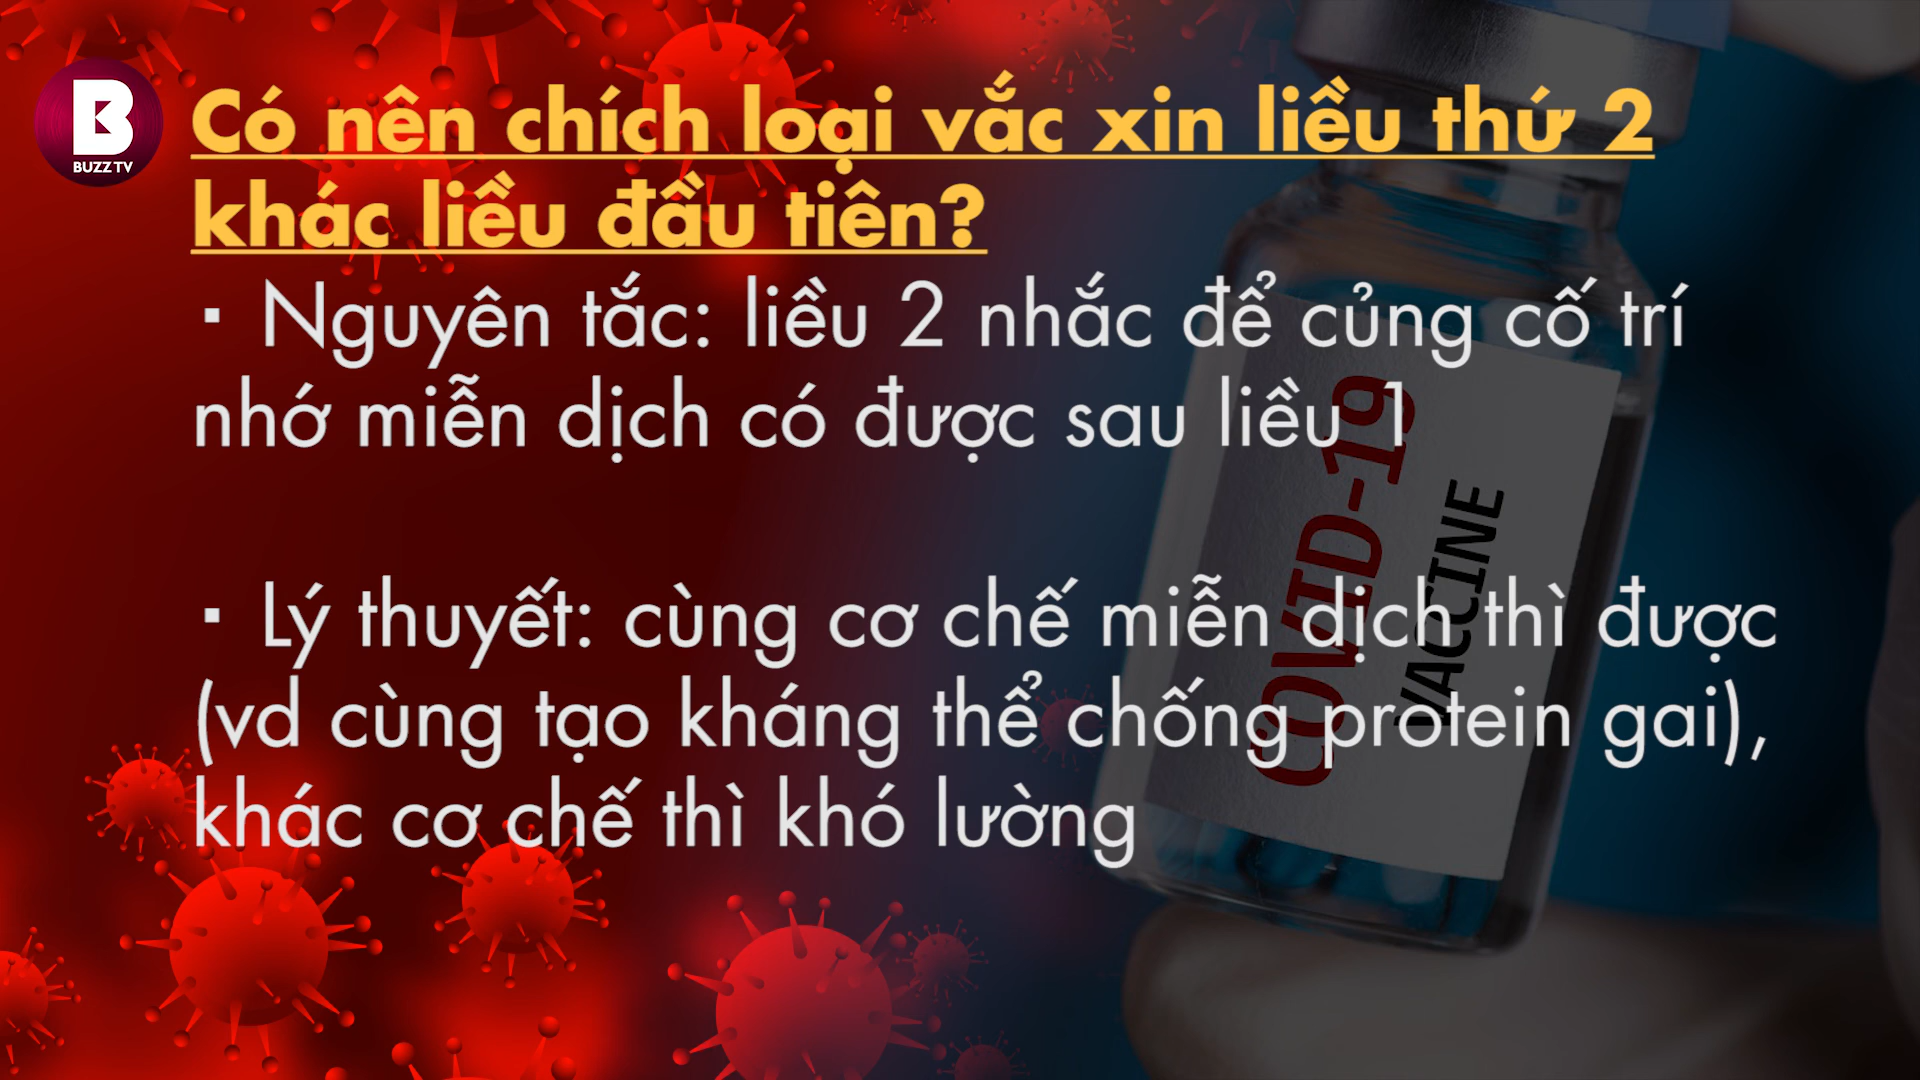 B
BUZZ TV
Có nên chích loại vắc xin liều thứ 2
khác liều đầu tiên?
· Nguyên tắc: liều 2 nhắc để củng cố trí
nhớ miễn dịch có được sau liều 1
· Lý thuyết: cùng cơ chế miễn dịch thì được
(vd cùng tạo kháng thể chống protein gai),
khác cơ chế thì khó lường
COVID-19
VACCINE